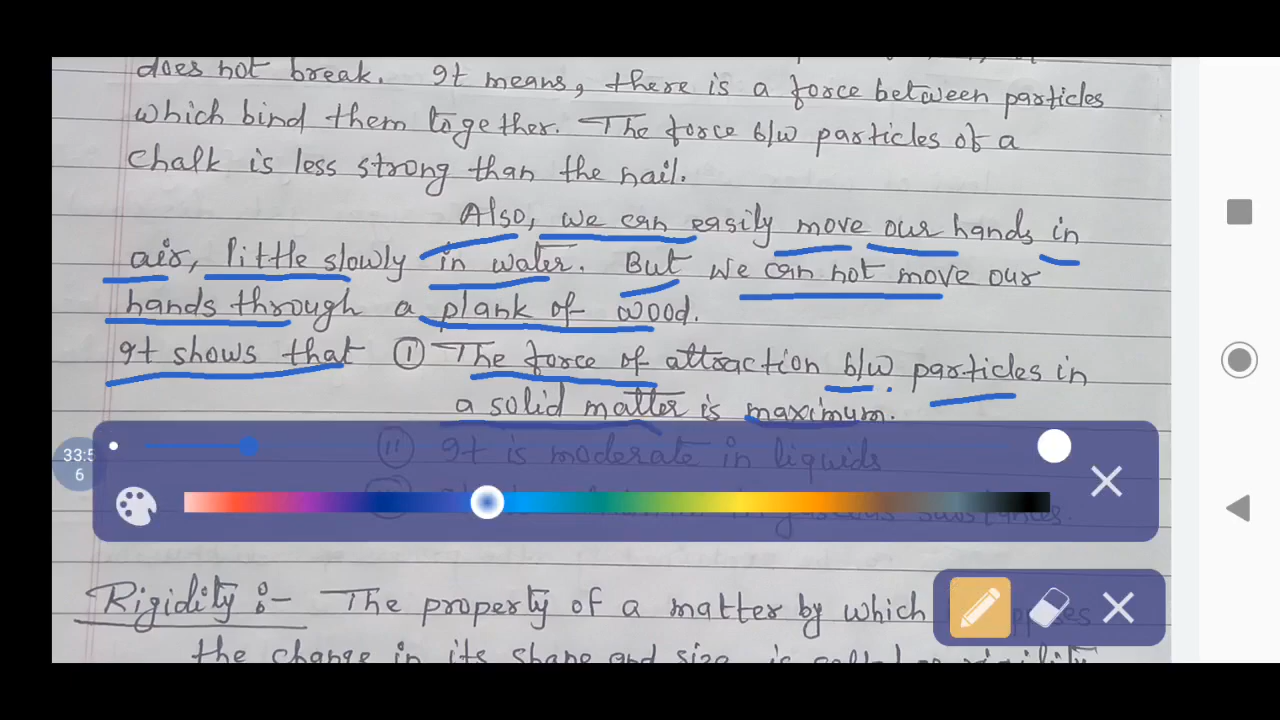 does not break. It means, there is a force between particles
which bind them together. The force b/w particles of a
chalk is less strong than the nail.
Also, we can easily move our hands in
air, little slowly in water. But we can not move our
hands through a plank of wood.
It shows that (I) The force of attraction b/w particles in
a solid matter is maximum.
33:5
6
(II) It is moderate in liquids
substances.
Rigidity :- The property of a matter by which opposes
the change in its shape and size is called